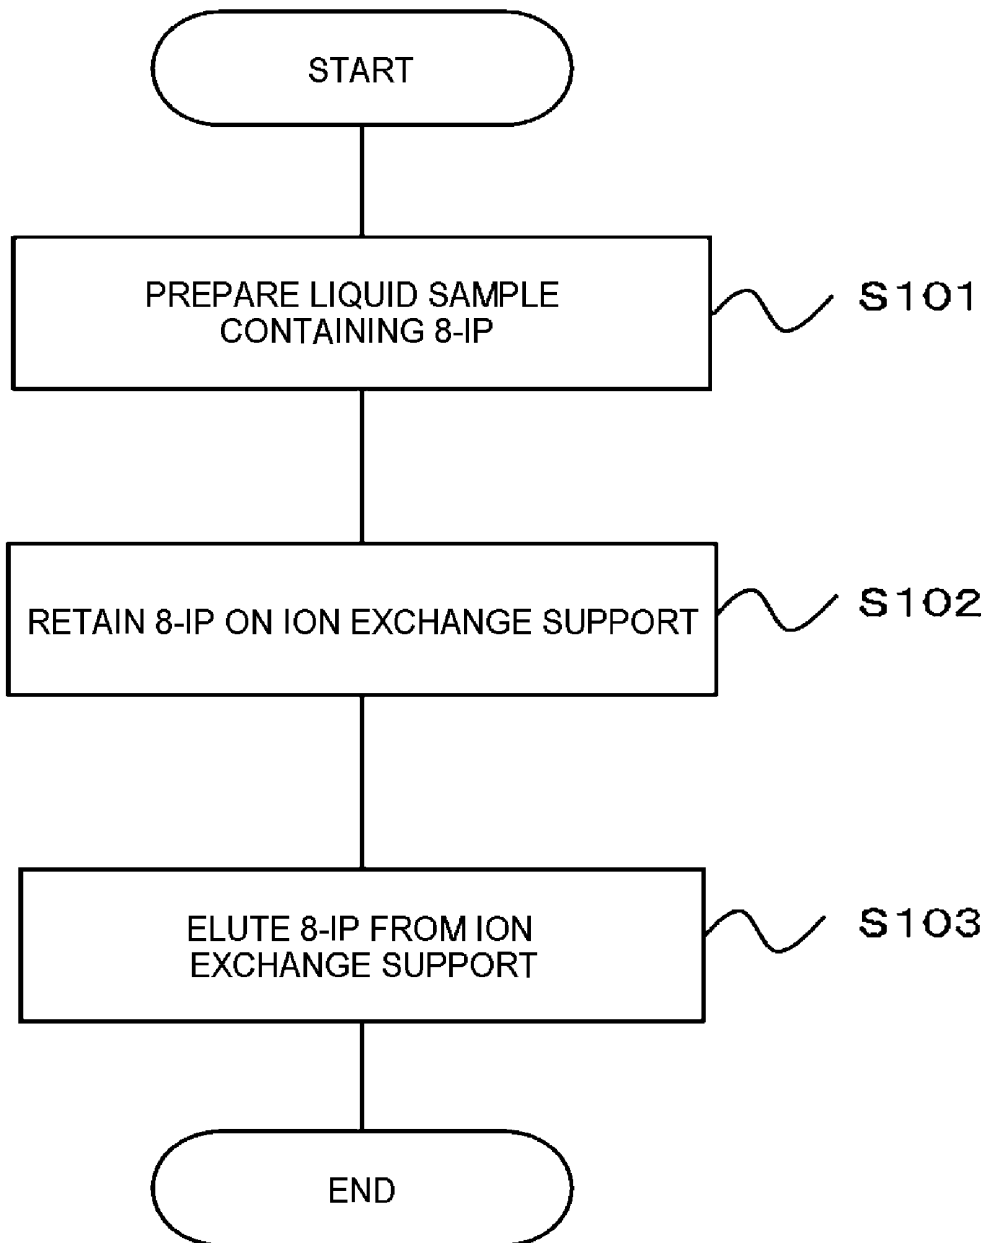 START
PREPARE LIQUID SAMPLE
CONTAINING 8-IP
S101
RETAIN 8-IP ON ION EXCHANGE SUPPORT
S102
ELUTE 8-IP FROM ION
EXCHANGE SUPPORT
S103
END